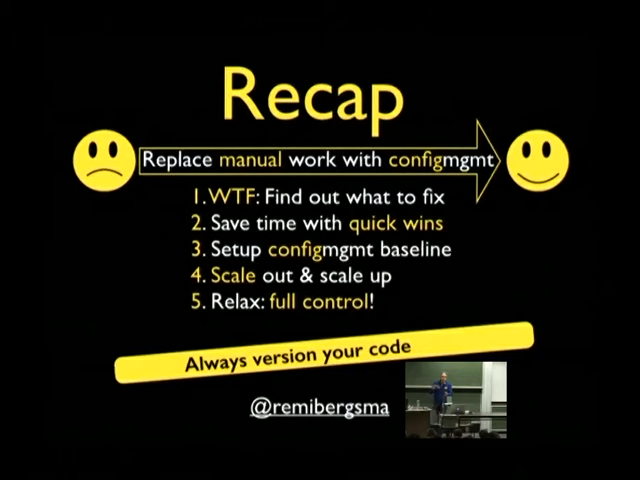 Recap
Replace manual work with configmgmt
1. WTF: Find out what to fix
2. Save time with quick wins
3. Setup configmgmt baseline
4. Scale out & scale up
5. Relax: full control!
Always version your code
@remibergsma